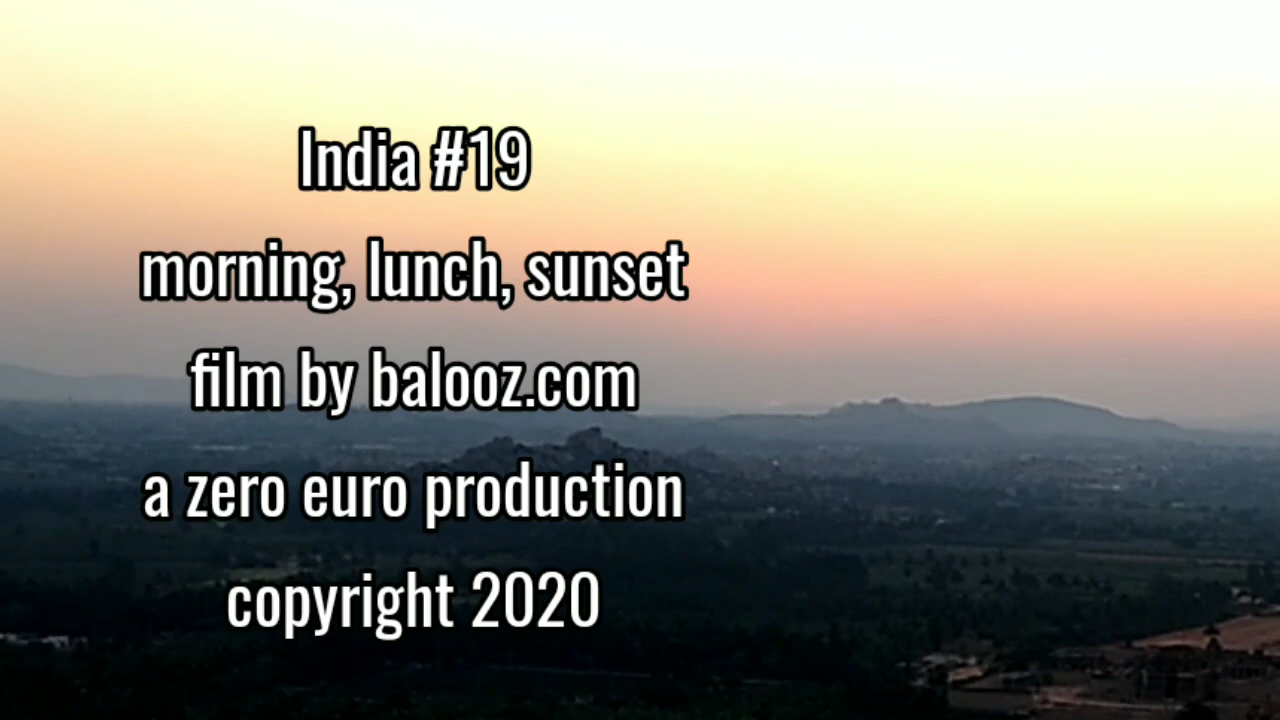 India #19
morning, lunch, sunset
film by balooz.com
a zero euro production
copyright 2020